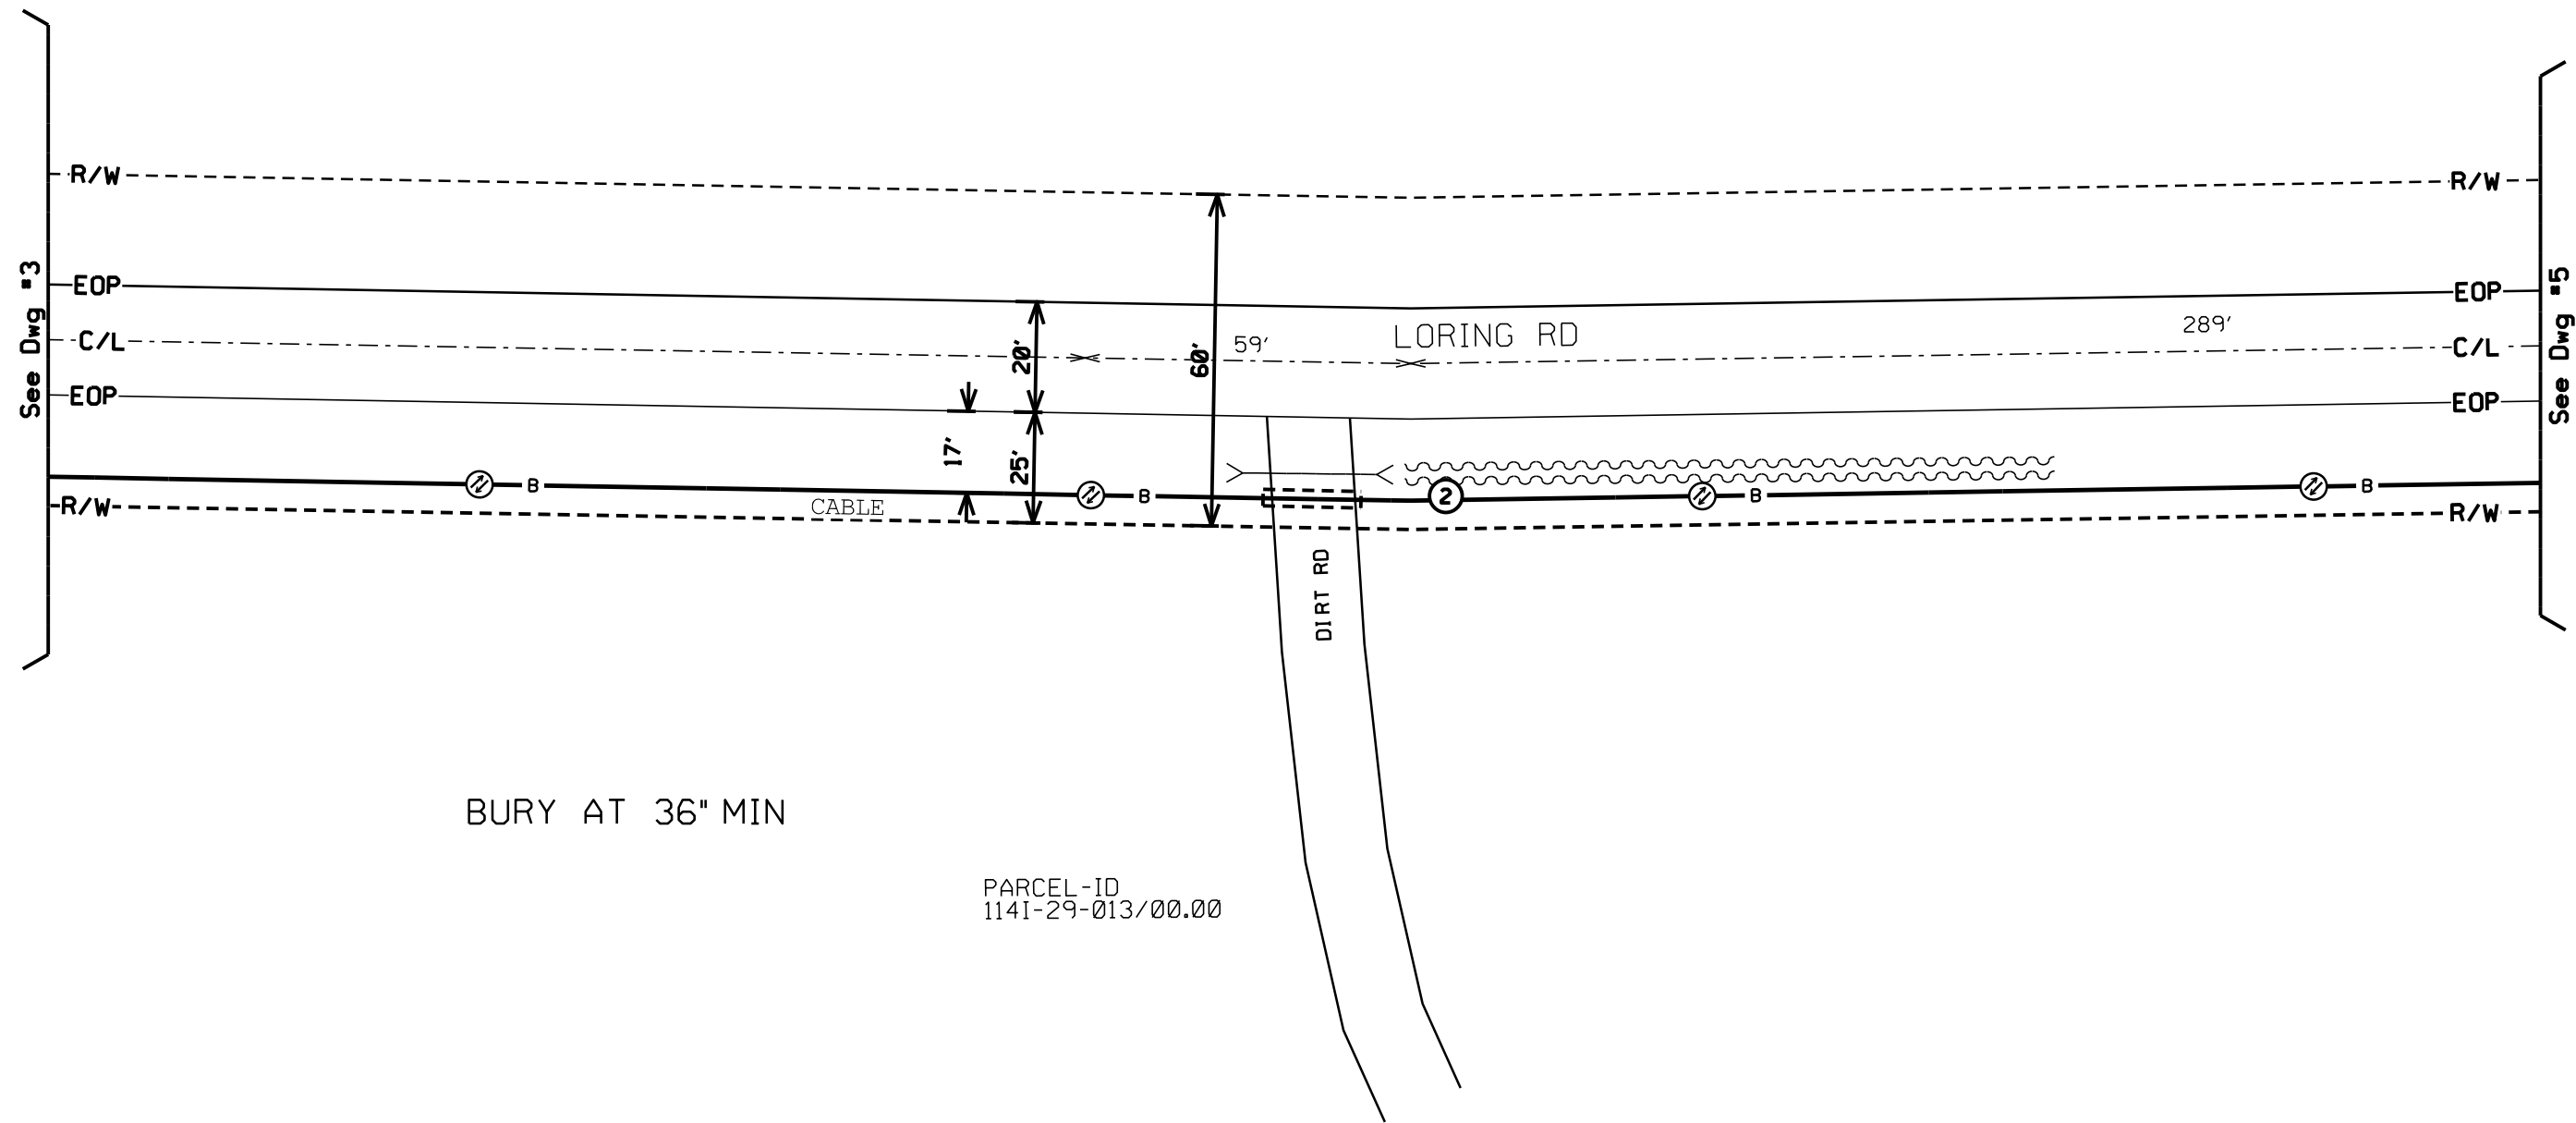 R/W
R/W
See Dwg #3
EOP
EOP
See Dwg #5
289'
LORING RD
59'
C/L
C/L
20'
60'
EOP
EOP
17'
25'
B
B
2
B
B
R/W
CABLE
R/W
DIRT RD
BURY AT 36" MIN
PARCEL-ID
114I-29-013/00.00